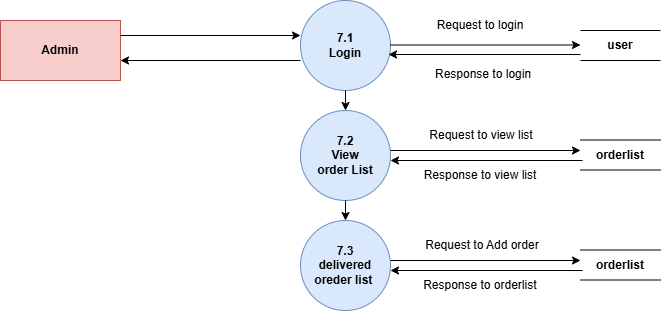 Admin
7.1
Login
Request to login
Response to login
user
7.2
View
order List
Request to view list
Response to view list
orderlist
7.3
delivered
oreder list
Request to Add order
Response to orderlist
orderlist